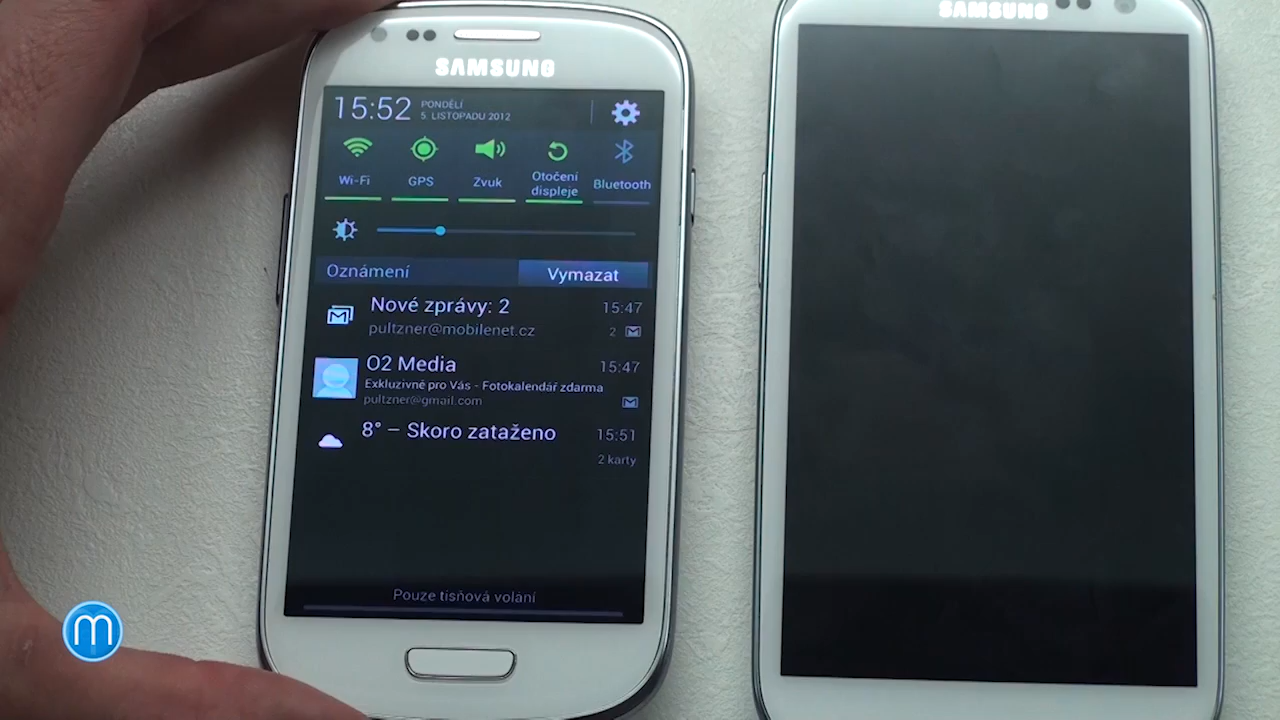 SAMSUNG
SAMSUNG
15:52
PONDĚLÍ
5. LISTOPADU 2012
Wi-Fi
GPS
Zvuk
Otočení
displeje
Bluetooth
Oznámení
Vymazat
Nové zprávy: 2
15:47
pultzner@mobilenet.cz
2
O2 Media
15:47
Exkluzivně pro Vás - Fotokalendář zdarma
pultzner@gmail.com
8° – Skoro zataženo
15:51
2 karty
Pouze tísňová volání
m